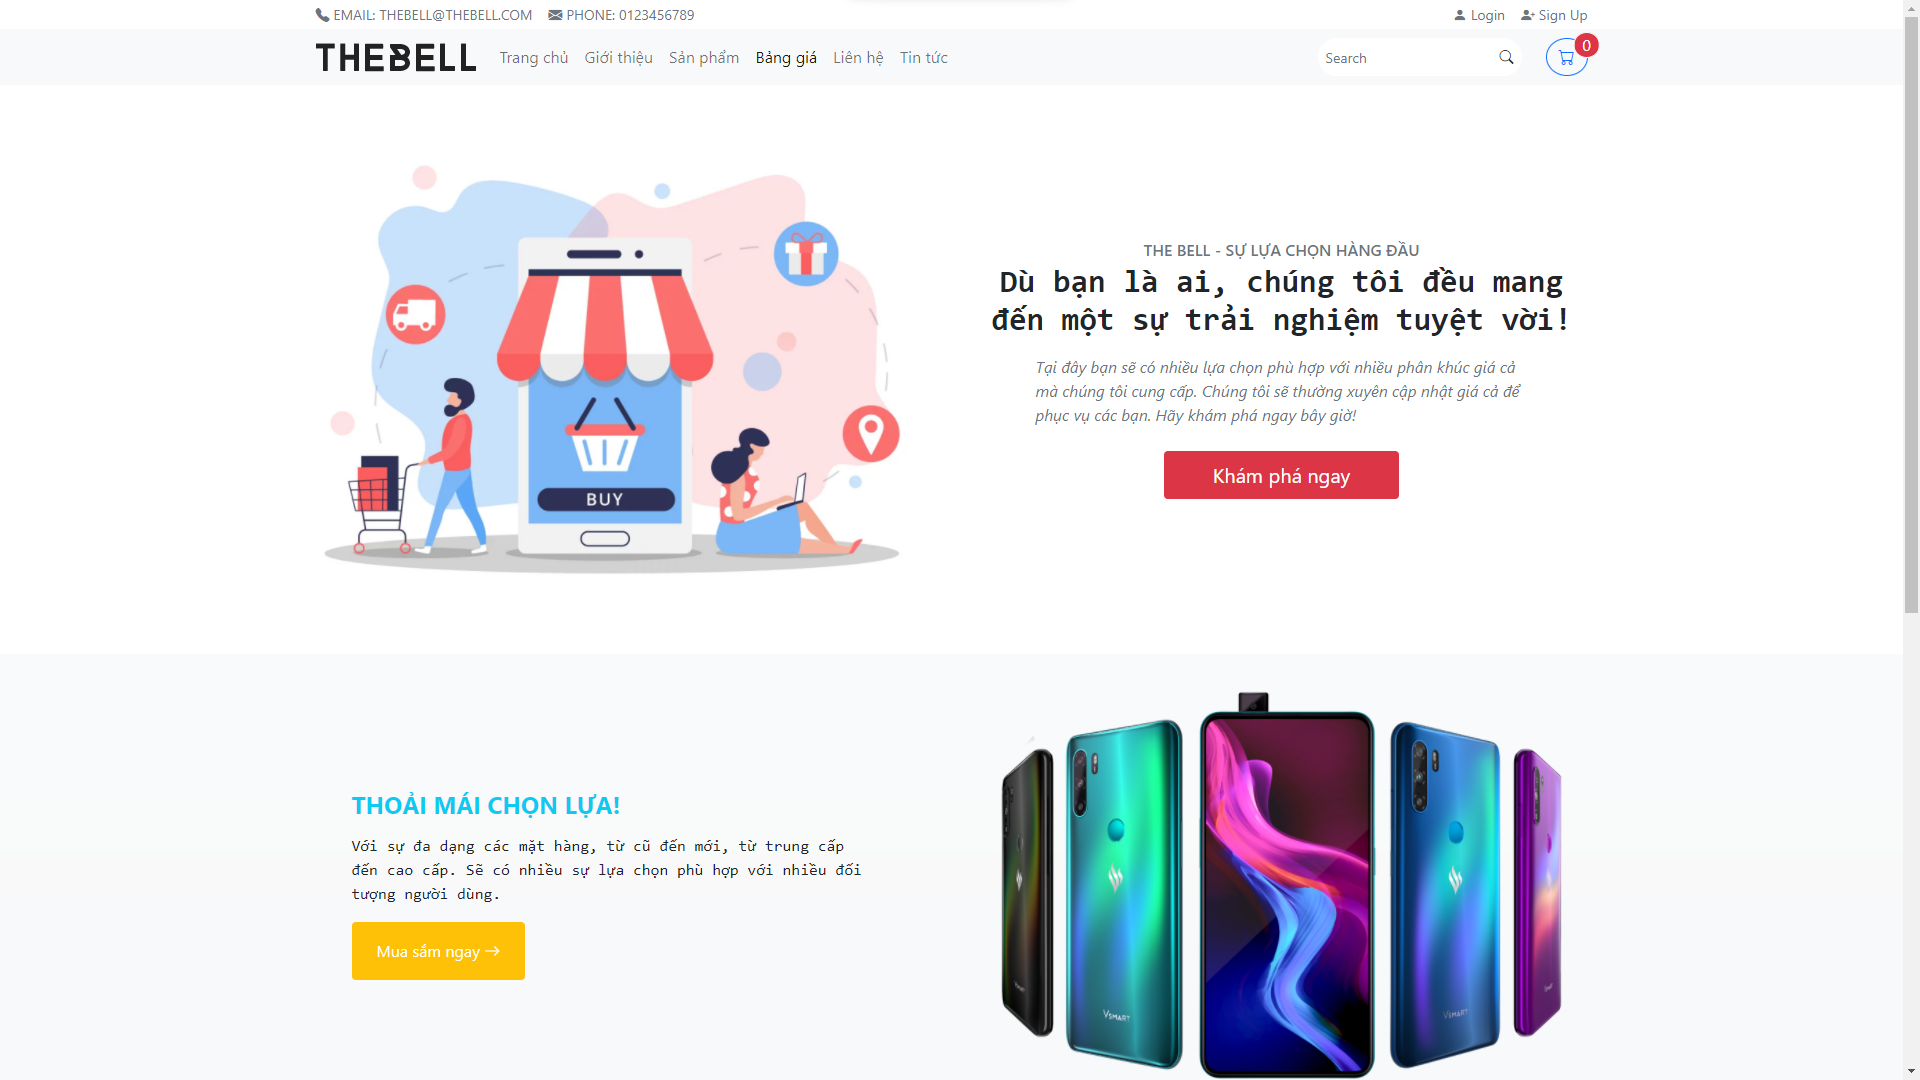 EMAIL: THEBELL@THEBELL.COM PHONE: 0123456789 Login Sign Up
THEBELL Trang chủ Giới thiệu Sản phẩm Bảng giá Liên hệ Tin tức Search 0
BUY
THE BELL - SỰ LỰA CHỌN HÀNG ĐẦU
Dù bạn là ai, chúng tôi đều mang
đến một sự trải nghiệm tuyệt vời!
Tại đây bạn sẽ có nhiều lựa chọn phù hợp với nhiều phân khúc giá cả
mà chúng tôi cung cấp. Chúng tôi sẽ thường xuyên cập nhật giá cả để
phục vụ các bạn. Hãy khám phá ngay bây giờ!
Khám phá ngay
THOẢI MÁI CHỌN LỰA!
Với sự đa dạng các mặt hàng, từ cũ đến mới, từ trung cấp
đến cao cấp. Sẽ có nhiều sự lựa chọn phù hợp với nhiều đối
tượng người dùng.
Mua sắm ngay →
VSMART
VSMART
VSMART